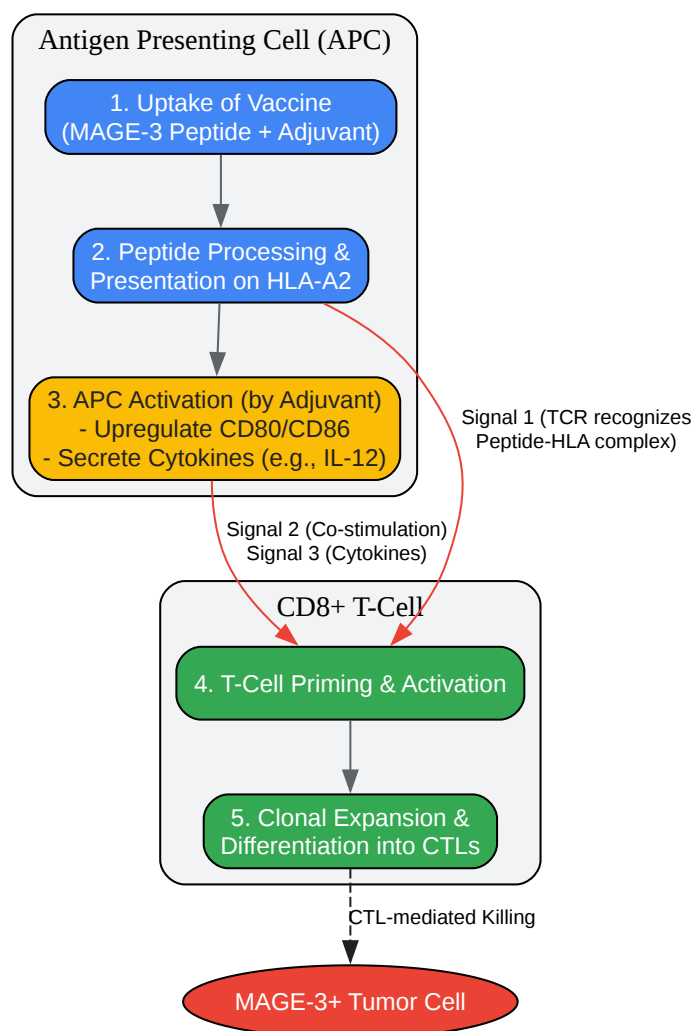 Antigen Presenting Cell (APC)
1. Uptake of Vaccine
(MAGE-3 Peptide + Adjuvant)
2. Peptide Processing &
Presentation on HLA-A2
3. APC Activation (by Adjuvant)
- Upregulate CD80/CD86
- Secrete Cytokines (e.g., IL-12)
Signal 1 (TCR recognizes
Peptide-HLA complex)
Signal 2 (Co-stimulation)
Signal 3 (Cytokines)
CD8+ T-Cell
4. T-Cell Priming & Activation
5. Clonal Expansion &
Differentiation into CTLs
CTL-mediated Killing
MAGE-3+ Tumor Cell